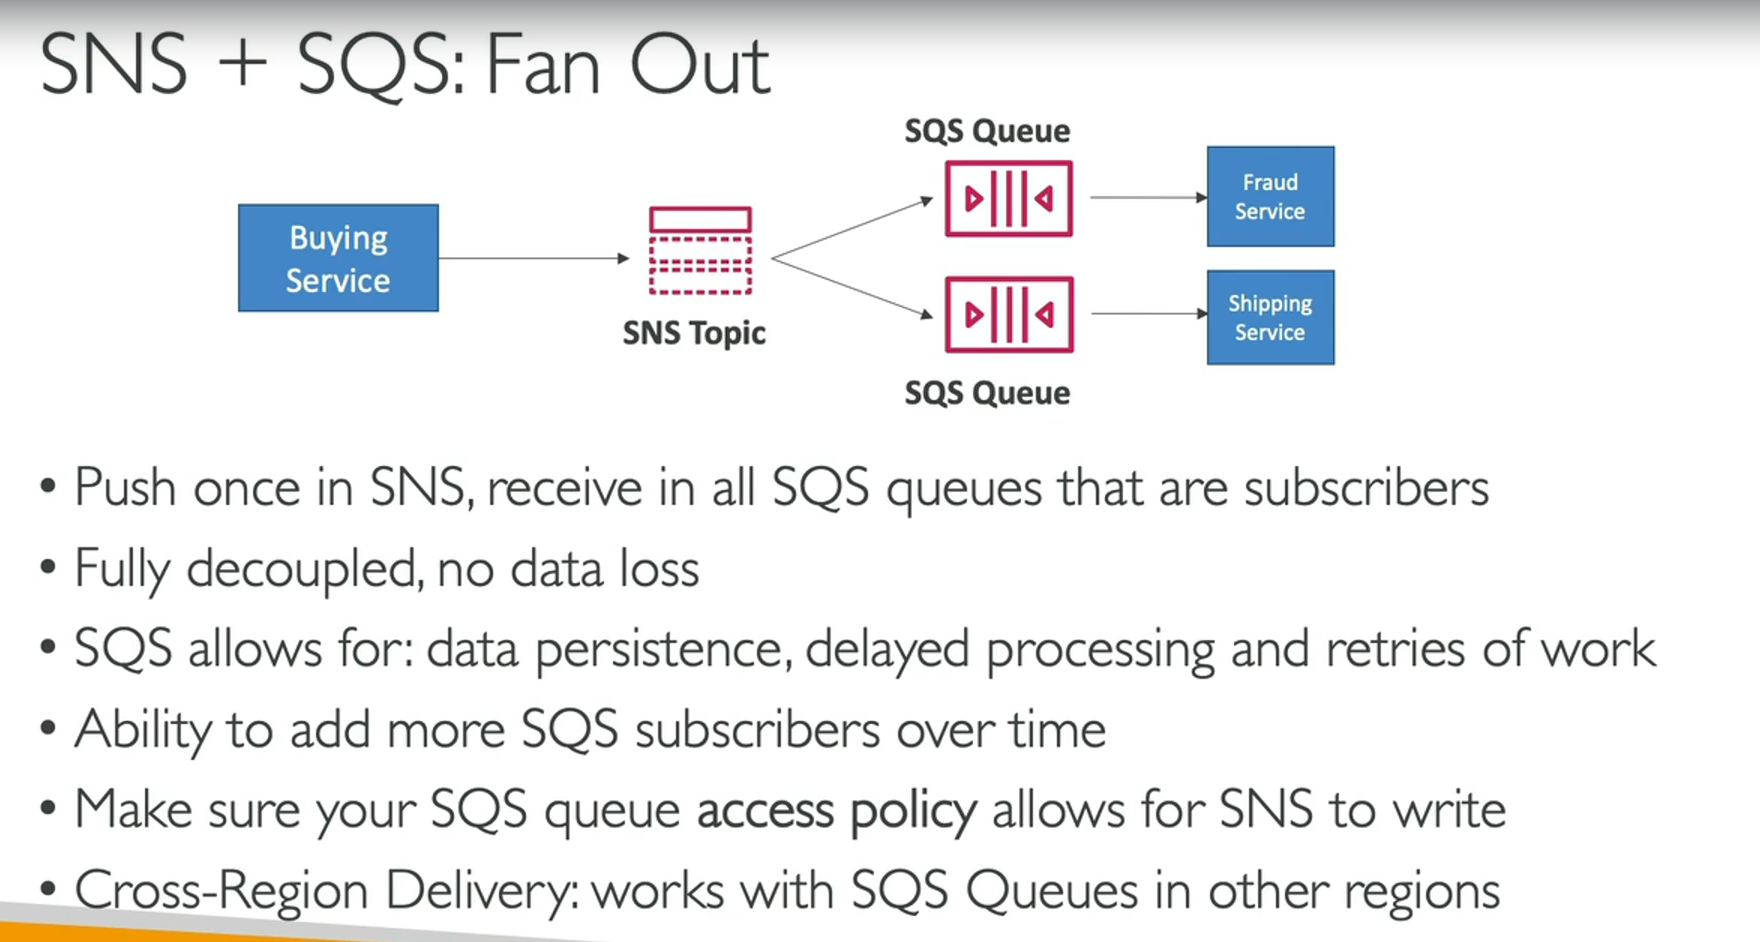 SNS + SQS: Fan Out
SQS Queue
Buying
Service
SNS Topic
Fraud
Service
Shipping
Service
SQS Queue
• Push once in SNS, receive in all SQS queues that are subscribers
• Fully decoupled, no data loss
• SQS allows for: data persistence, delayed processing and retries of work
• Ability to add more SQS subscribers over time
• Make sure your SQS queue access policy allows for SNS to write
• Cross-Region Delivery: works with SQS Queues in other regions